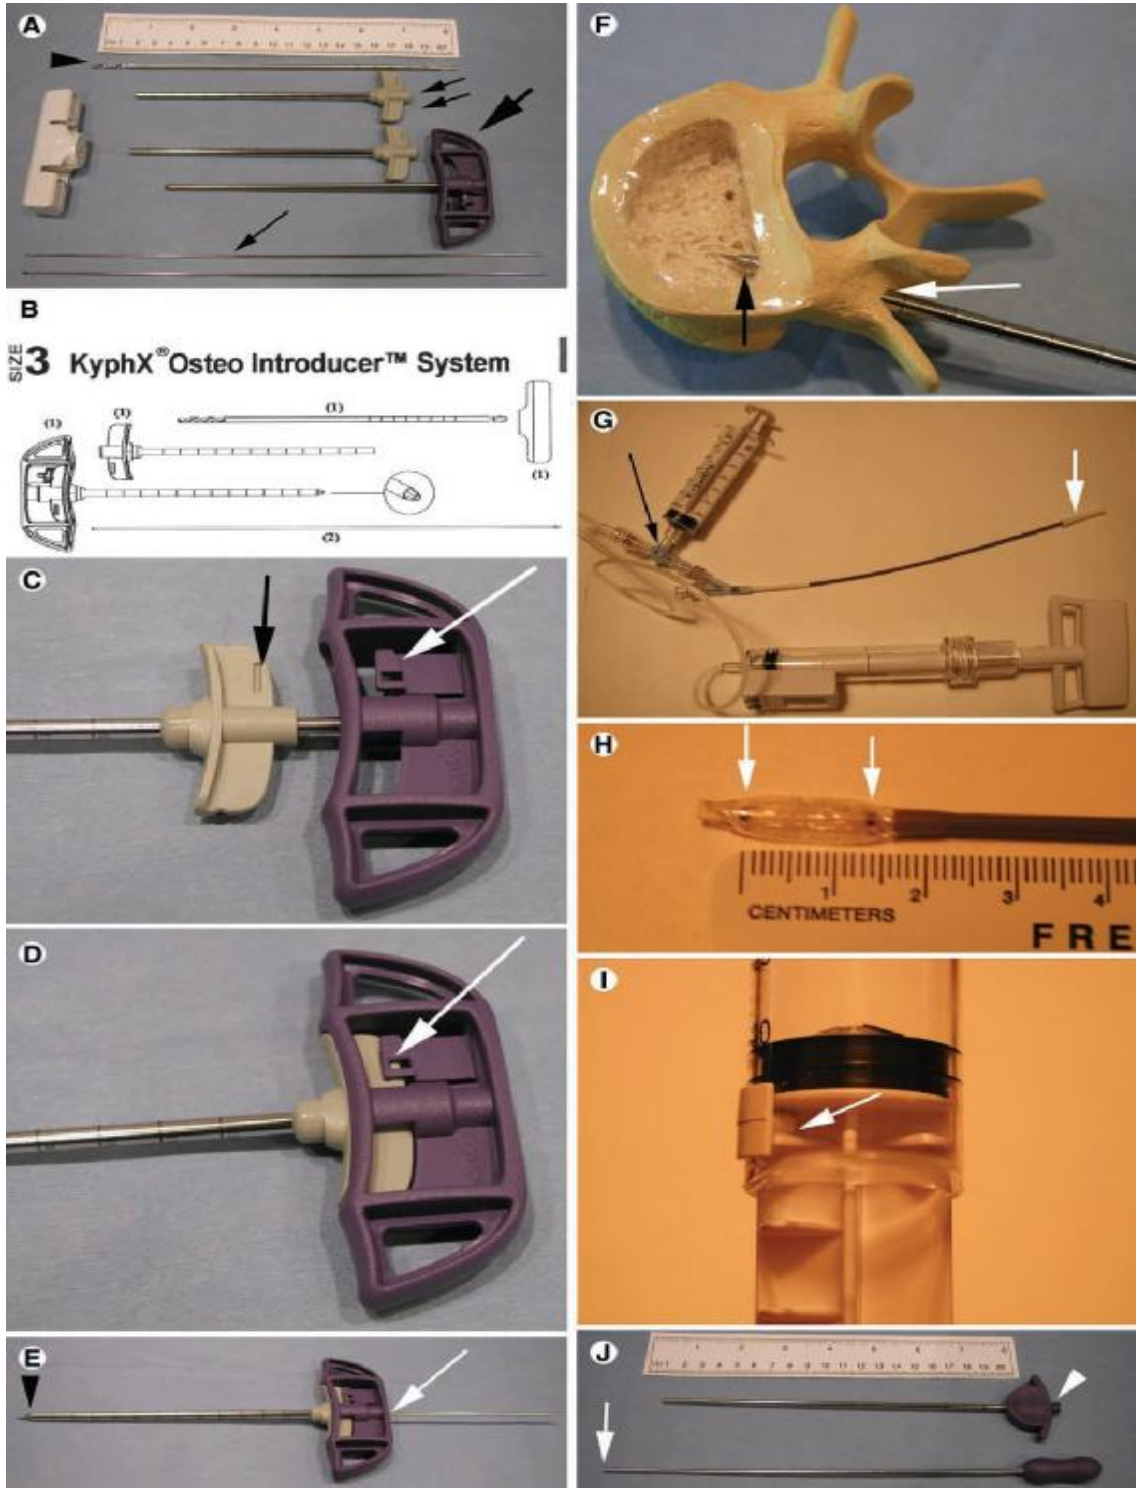 A
B
SIZE 3 KyphX® Osteo Introducer™ System
(1)
(1)
(1)
(1)
(2)
C
D
E
F
G
H
1 2 3 4
CENTIMETERS
FRE
I
J